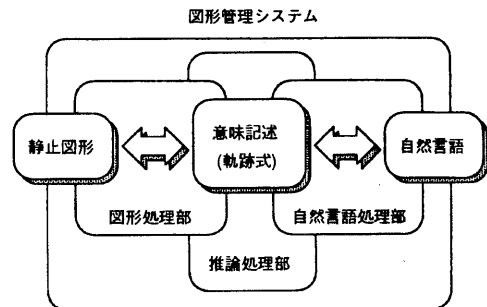 図形管理システム
静止図形
意味記述
(軌跡式)
自然言語
図形処理部
自然言語処理部
推論処理部